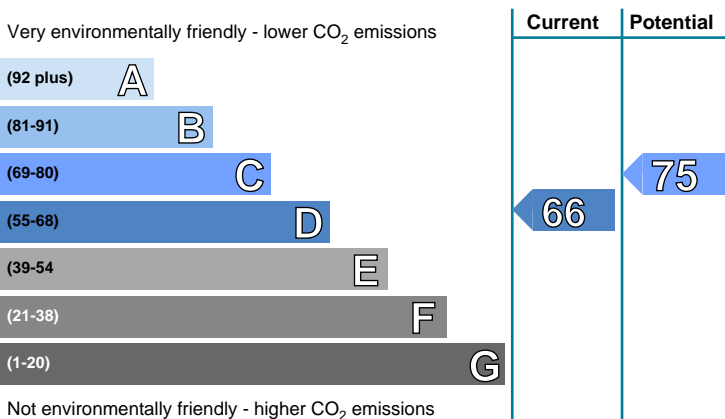 Current Potential
Very environmentally friendly - lower CO2 emissions
(92 plus) A
(81-91) B
(69-80) C
75
(55-68) D
66
(39-54 E
(21-38) F
(1-20) G
Not environmentally friendly - higher CO2 emissions